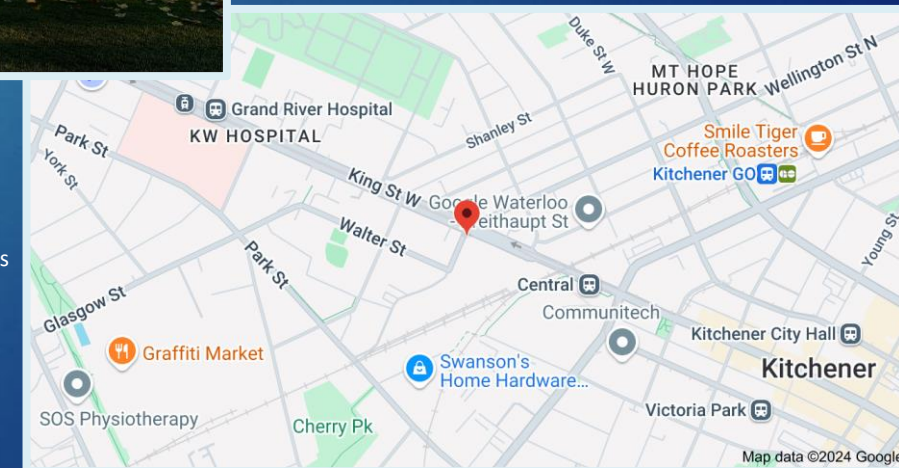 Duke St W
MT HOPE
HURON PARK
Wellington St N
Grand River Hospital
KW HOSPITAL
Shanley St
Smile Tiger
Coffee Roasters
Kitchener GO
Park St
York St
King St W
Google Waterloo
- Breithaupt St
Walter St
Young St
s
Park St
Central
Glasgow St
Communitech
Kitchener City Hall
Graffiti Market
Swanson's
Home Hardware...
Kitchener
SOS Physiotherapy
Cherry Pk
Victoria Park
Map data ©2024 Google